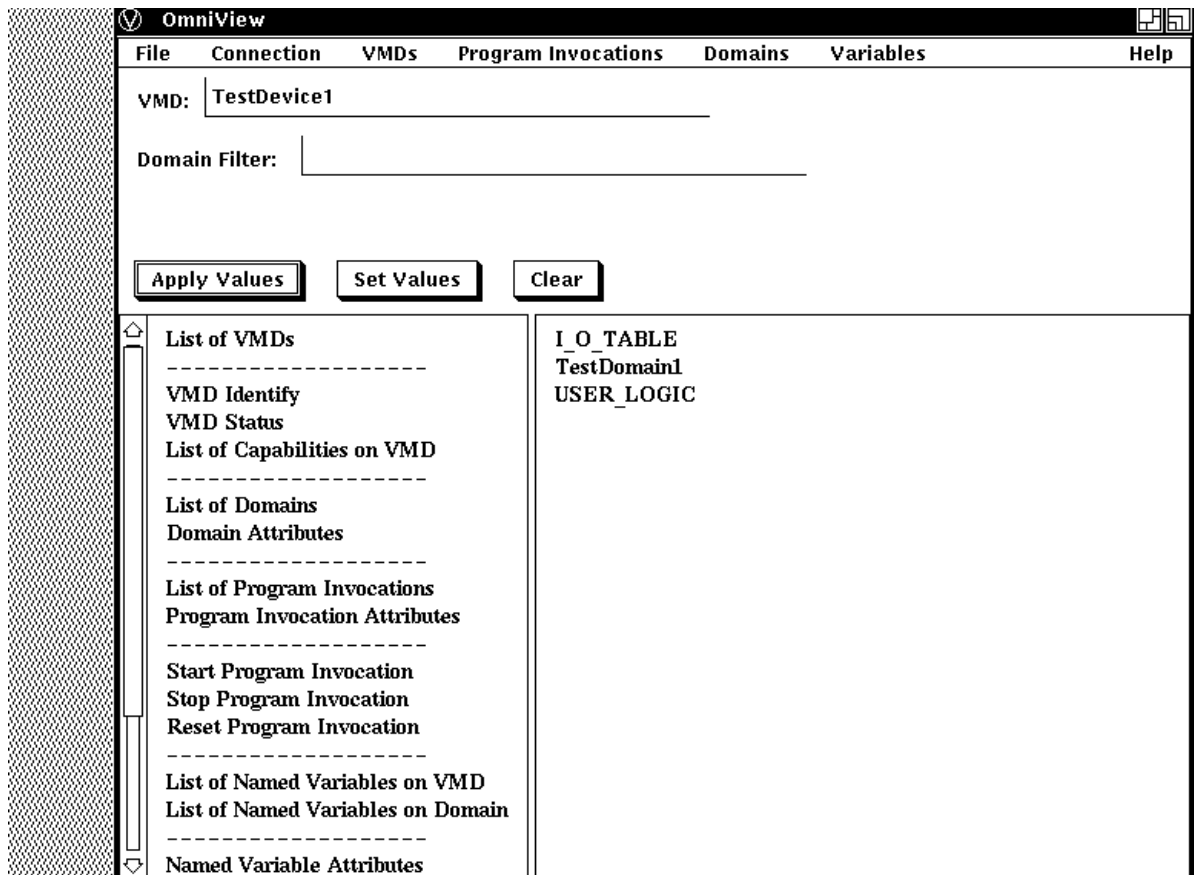 OmniView
File Connection VMDs Program Invocations Domains Variables Help
VMD: TestDevice1
Domain Filter:
Apply Values Set Values Clear
List of VMDs
-------------------
VMD Identify
VMD Status
List of Capabilities on VMD
-------------------
List of Domains
Domain Attributes
-------------------
List of Program Invocations
Program Invocation Attributes
-------------------
Start Program Invocation
Stop Program Invocation
Reset Program Invocation
-------------------
List of Named Variables on VMD
List of Named Variables on Domain
-------------------
Named Variable Attributes
I_O_TABLE
TestDomain1
USER_LOGIC